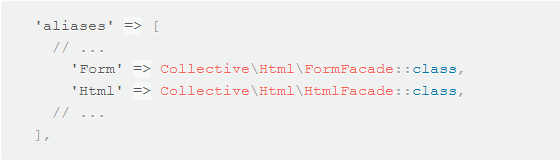 'aliases' => [
// ...
'Form' => Collective\Html\FormFacade::class,
'Html' => Collective\Html\HtmlFacade::class,
// ...
],